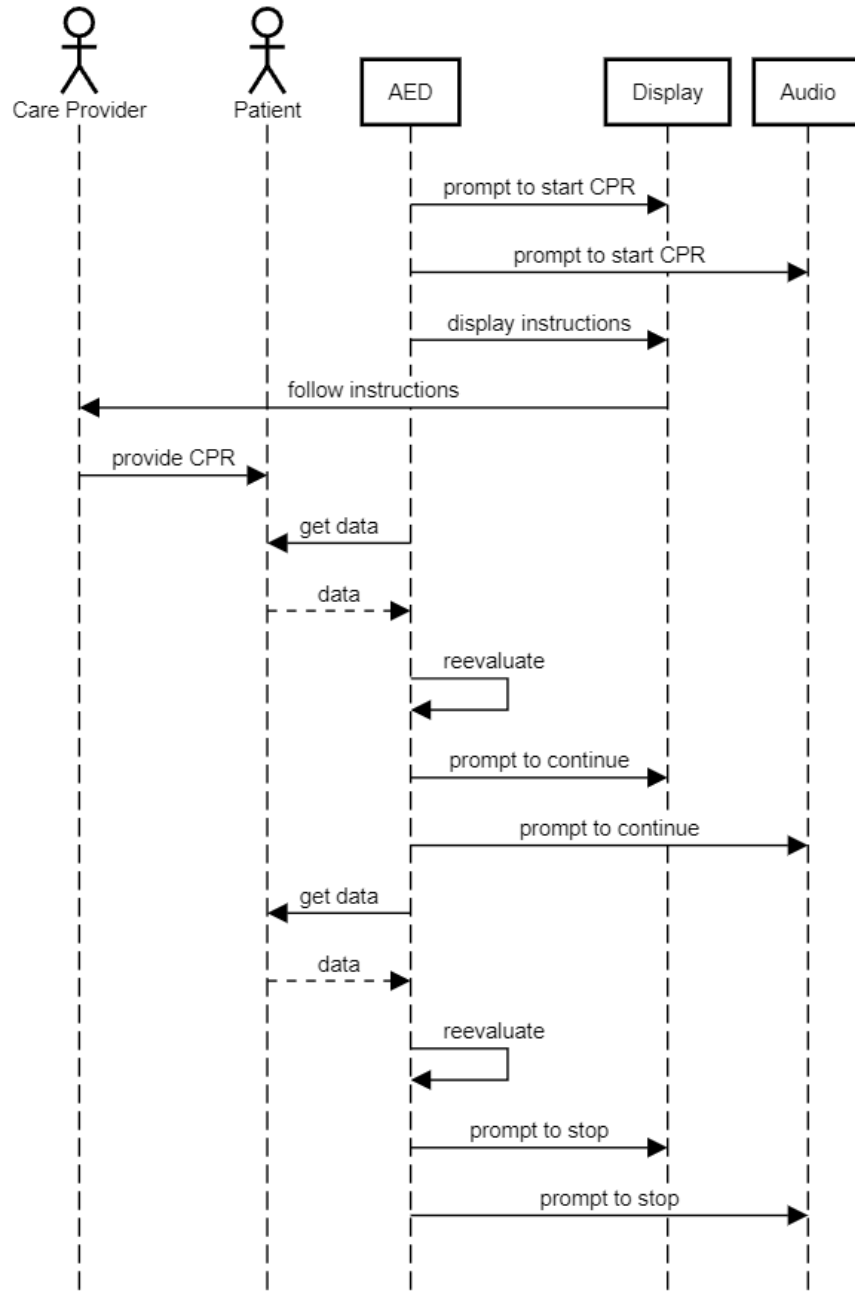 Care Provider
Patient
AED
Display
Audio
prompt to start CPR
prompt to start CPR
display instructions
follow instructions
provide CPR
get data
data
reevaluate
prompt to continue
prompt to continue
get data
data
reevaluate
prompt to stop
prompt to stop